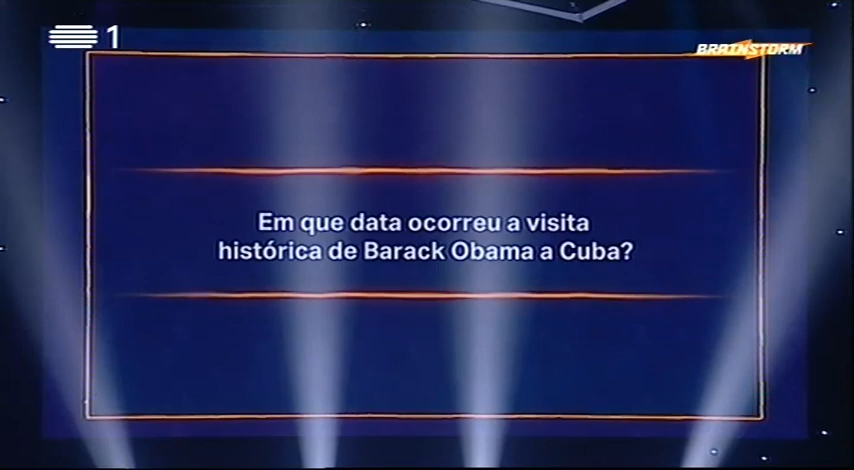 1
BRAINSTORM
Em que data ocorreu a visita
histórica de Barack Obama a Cuba?